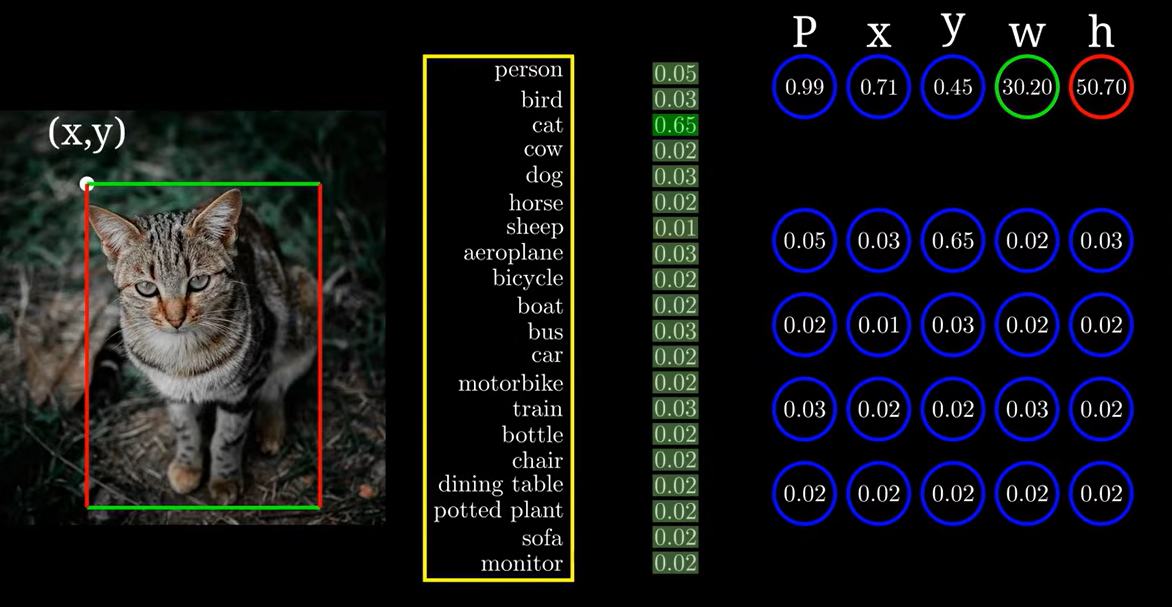 (x,y)
person 0.05
bird 0.03
cat 0.65
cow 0.02
dog 0.03
horse 0.02
sheep 0.01
aeroplane 0.03
bicycle 0.02
boat 0.02
bus 0.03
car 0.02
motorbike 0.02
train 0.03
bottle 0.02
chair 0.02
dining table 0.02
potted plant 0.02
sofa 0.02
monitor 0.02
P x y w h
0.99 0.71 0.45 30.20 50.70
0.05 0.03 0.65 0.02 0.03
0.02 0.01 0.03 0.02 0.02
0.03 0.02 0.02 0.03 0.02
0.02 0.02 0.02 0.02 0.02